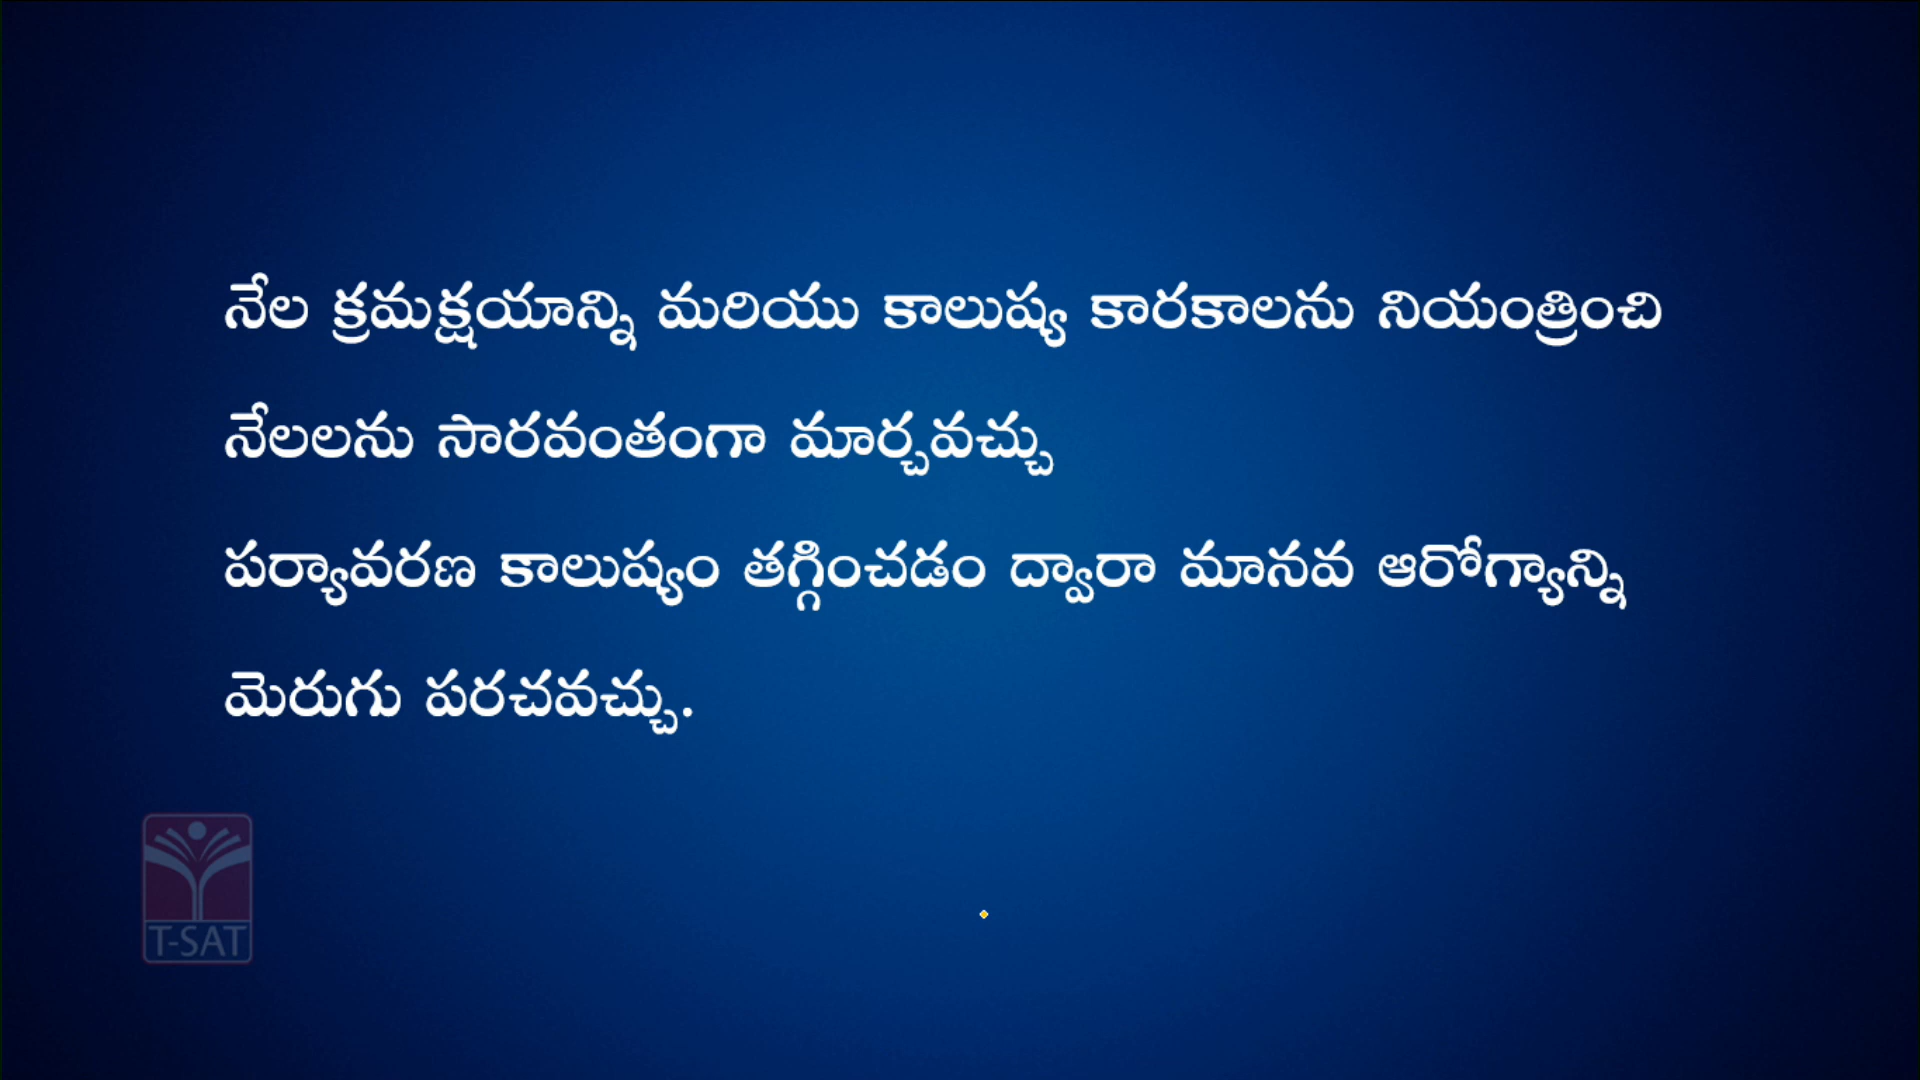 నేల క్రమక్షయాన్ని మరియు కాలుష్య కారకాలను నియంత్రించి
నేలలను సారవంతంగా మార్చవచ్చు
పర్యావరణ కాలుష్యం తగ్గించడం ద్వారా మానవ ఆరోగ్యాన్ని
మెరుగు పరచవచ్చు.
T-SAT